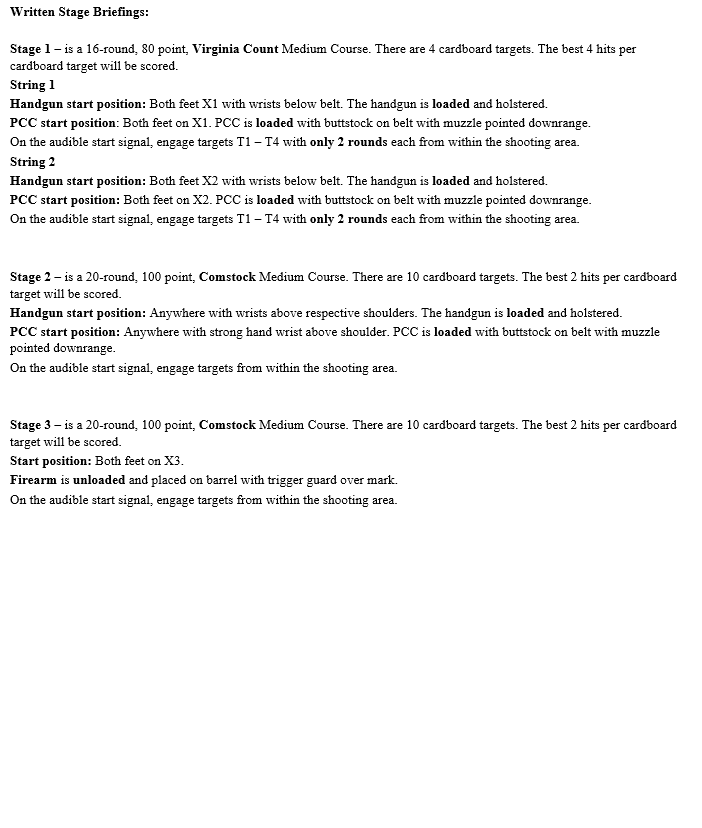 Written Stage Briefings:
Stage 1 – is a 16-round, 80 point, Virginia Count Medium Course. There are 4 cardboard targets. The best 4 hits per
cardboard target will be scored.
String 1
Handgun start position: Both feet X1 with wrists below belt. The handgun is loaded and holstered.
PCC start position: Both feet on X1. PCC is loaded with buttstock on belt with muzzle pointed downrange.
On the audible start signal, engage targets T1 – T4 with only 2 rounds each from within the shooting area.
String 2
Handgun start position: Both feet X2 with wrists below belt. The handgun is loaded and holstered.
PCC start position: Both feet on X2. PCC is loaded with buttstock on belt with muzzle pointed downrange.
On the audible start signal, engage targets T1 – T4 with only 2 rounds each from within the shooting area.
Stage 2 – is a 20-round, 100 point, Comstock Medium Course. There are 10 cardboard targets. The best 2 hits per cardboard
target will be scored.
Handgun start position: Anywhere with wrists above respective shoulders. The handgun is loaded and holstered.
PCC start position: Anywhere with strong hand wrist above shoulder. PCC is loaded with buttstock on belt with muzzle
pointed downrange.
On the audible start signal, engage targets from within the shooting area.
Stage 3 – is a 20-round, 100 point, Comstock Medium Course. There are 10 cardboard targets. The best 2 hits per cardboard
target will be scored.
Start position: Both feet on X3.
Firearm is unloaded and placed on barrel with trigger guard over mark.
On the audible start signal, engage targets from within the shooting area.